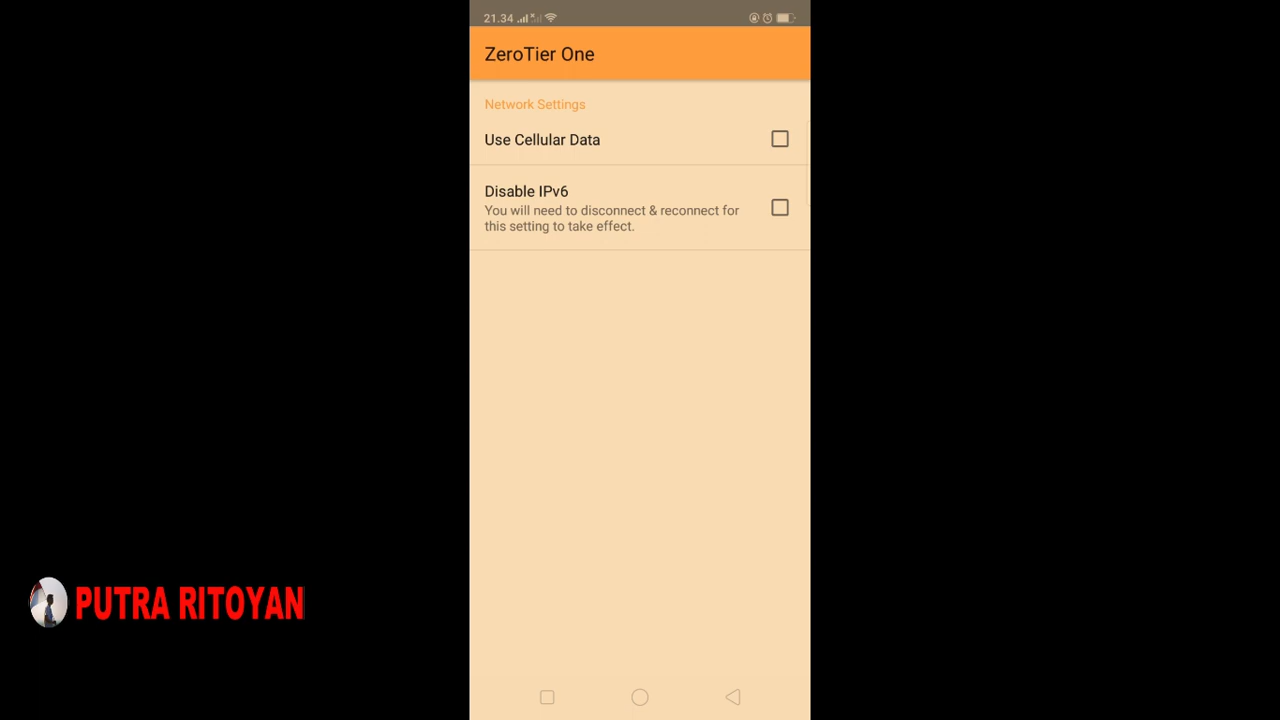 21.34
ZeroTier One
Network Settings
Use Cellular Data
Disable IPv6
You will need to disconnect & reconnect for
this setting to take effect.
PUTRA RITOYAN